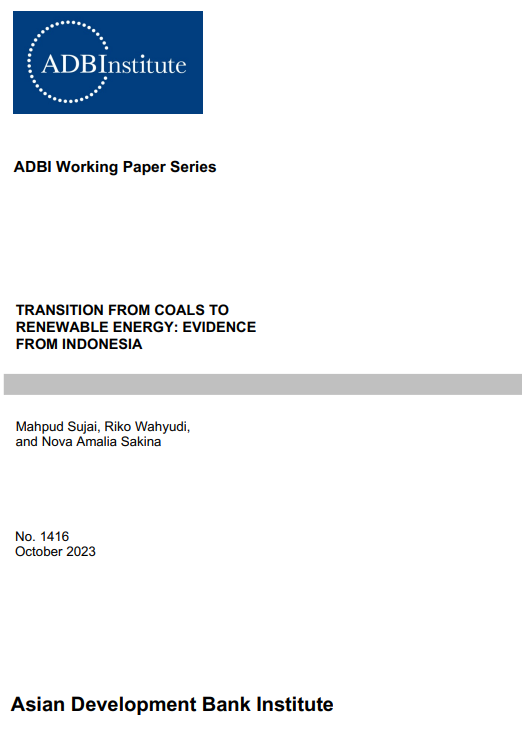 ADBInstitute
ADBI Working Paper Series
TRANSITION FROM COALS TO
RENEWABLE ENERGY: EVIDENCE
FROM INDONESIA
Mahpud Sujai, Riko Wahyudi,
and Nova Amalia Sakina
No. 1416
October 2023
Asian Development Bank Institute